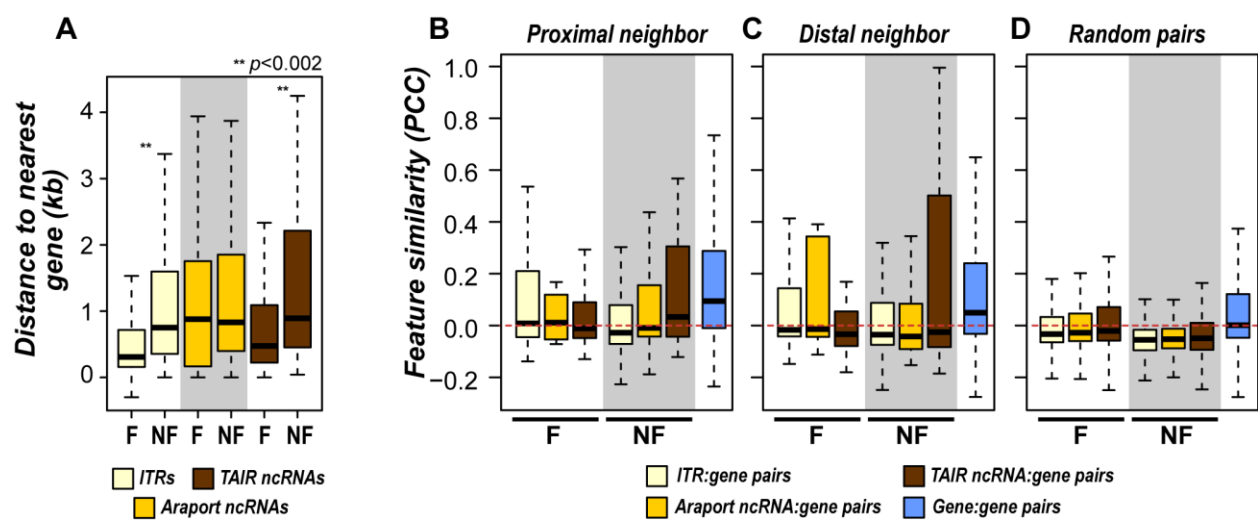 A
** p<0.002
**
**
Distance to nearest
gene (kb)
4
3
2
1
0
F NF F NF F NF
ITRs TAIR ncRNAs
Araport ncRNAs
B Proximal neighbor
C Distal neighbor
D Random pairs
Feature similarity (PCC)
1.0
0.8
0.6
0.4
0.2
0.0
−0.2
F NF
F NF
F NF
ITR:gene pairs TAIR ncRNA:gene pairs
Araport ncRNA:gene pairs Gene:gene pairs